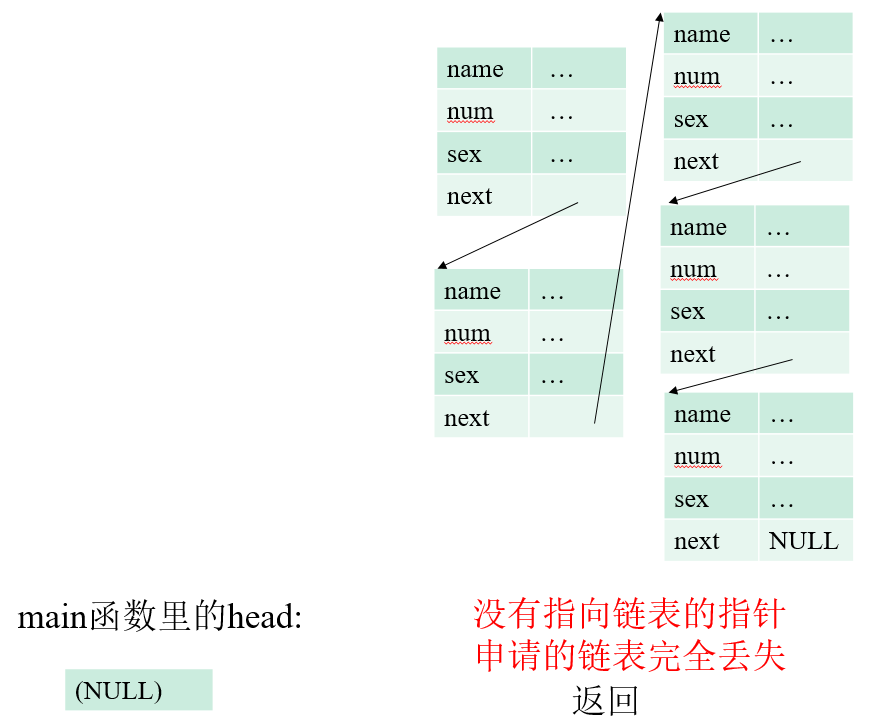 name …
num …
sex …
next
name …
num …
sex …
next
name …
num …
sex …
next
name …
num …
sex …
next
name …
num …
sex …
next NULL
main函数里的head:
(NULL)
没有指向链表的指针
申请的链表完全丢失
返回